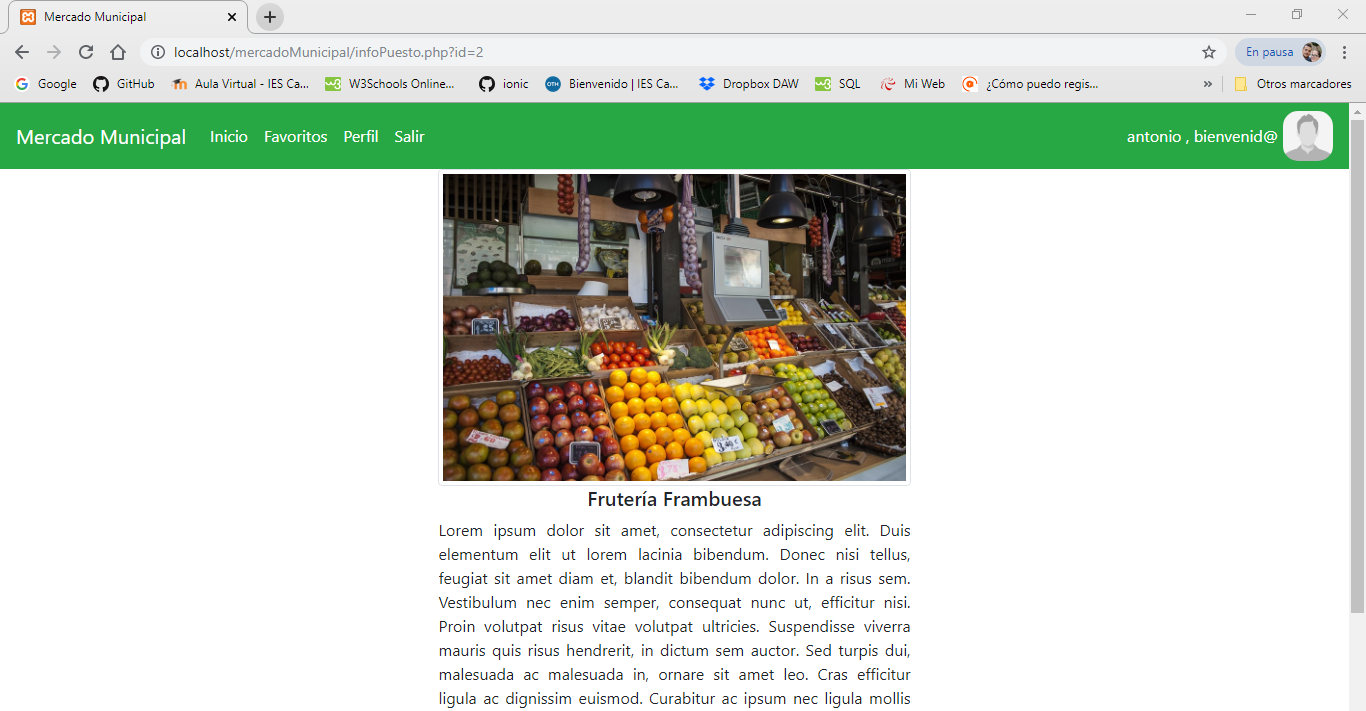 Mercado Municipal
localhost/mercadoMunicipal/infoPuesto.php?id=2
En pausa
Google
GitHub
Aula Virtual - IES Ca...
W3Schools Online...
ionic
Bienvenido | IES Ca...
Dropbox DAW
SQL
Mi Web
¿Cómo puedo regis...
»
Otros marcadores
Mercado Municipal
Inicio
Favoritos
Perfil
Salir
antonio , bienvenid@
Frutería Frambuesa
Lorem ipsum dolor sit amet, consectetur adipiscing elit. Duis
elementum elit ut lorem lacinia bibendum. Donec nisi tellus,
feugiat sit amet diam et, blandit bibendum dolor. In a risus sem.
Vestibulum nec enim semper, consequat nunc ut, efficitur nisi.
Proin volutpat risus vitae volutpat ultricies. Suspendisse viverra
mauris quis risus hendrerit, in dictum sem auctor. Sed turpis dui,
malesuada ac malesuada in, ornare sit amet leo. Cras efficitur
ligula ac dignissim euismod. Curabitur ac ipsum nec ligula mollis